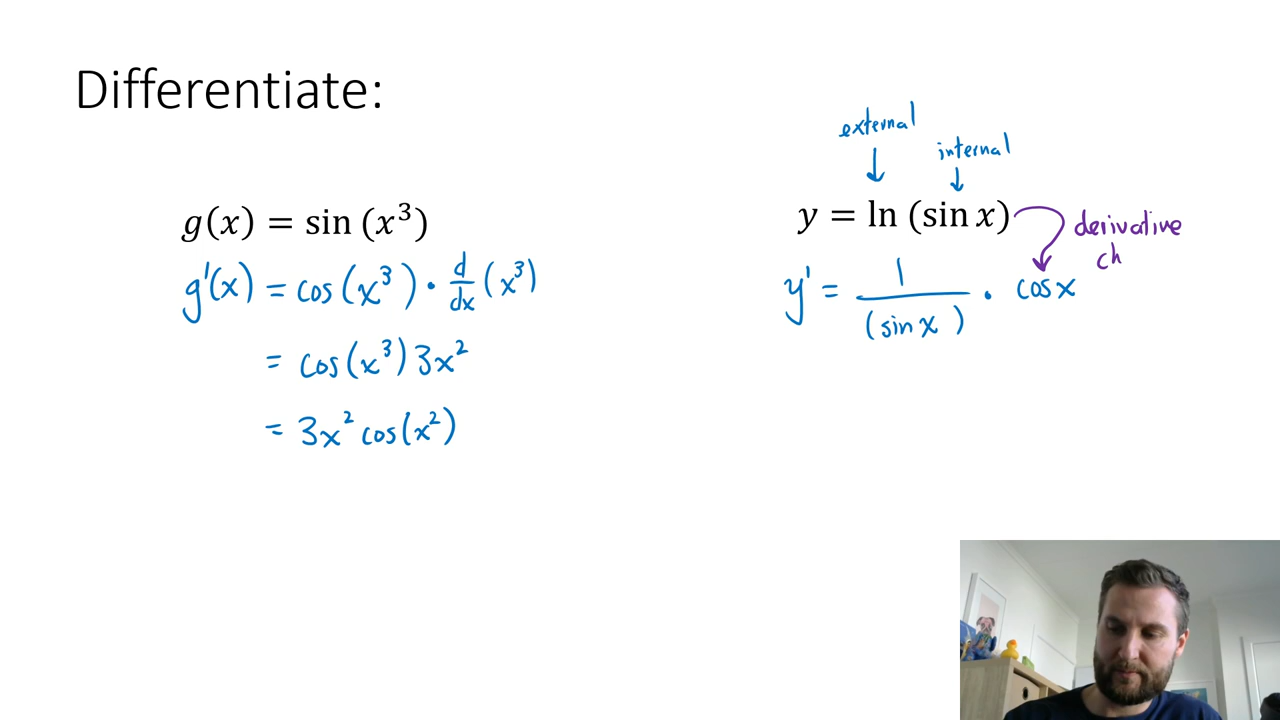 Differentiate:
g(x) = sin (x³)
g'(x) = cos(x³) · d/dx (x³)
= cos(x³) 3x²
= 3x² cos(x²)
external
internal
y = ln (sin x)
derivative
ch
y' = 1/(sin x) · cos x